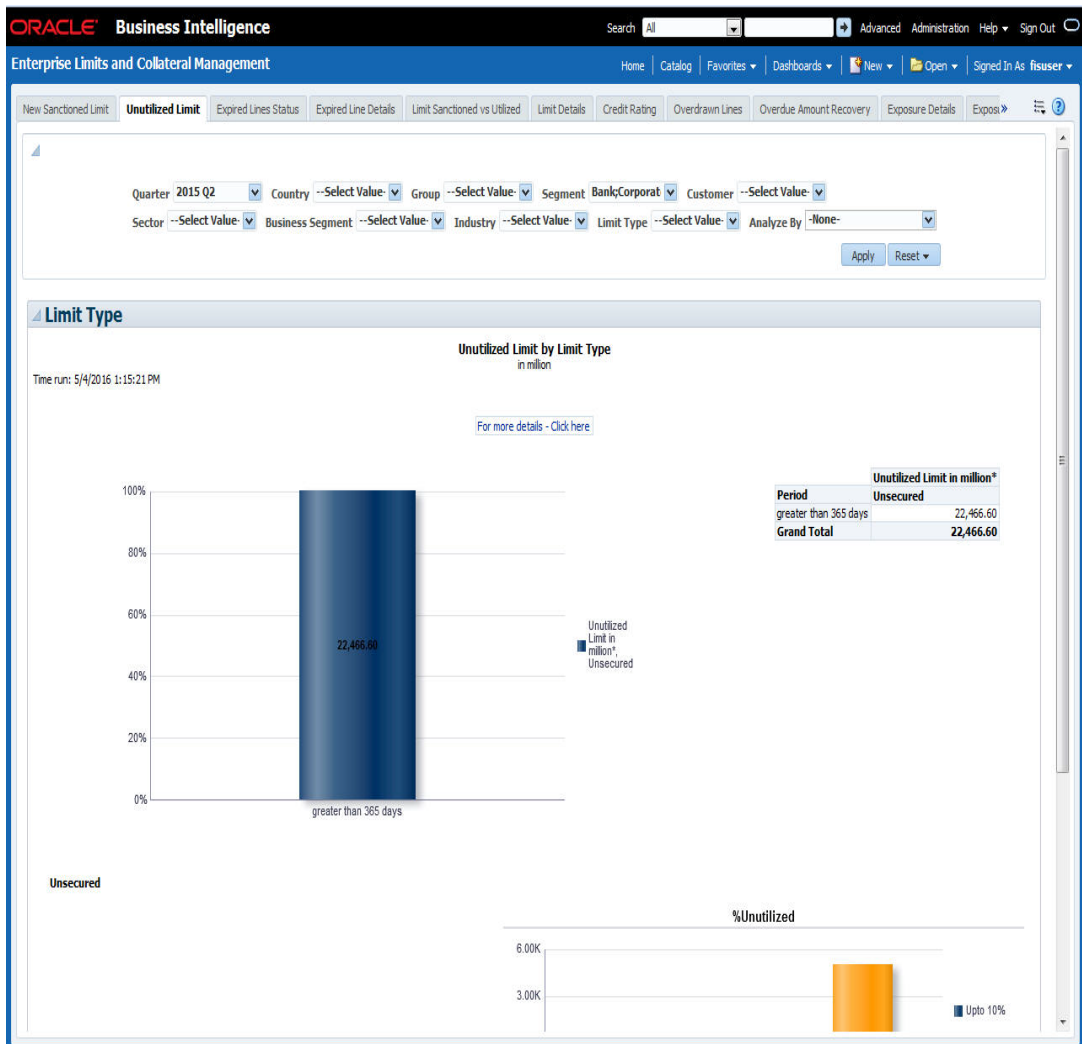 ORACLE Business Intelligence Search All Advanced Administration Help Sign Out
Enterprise Limits and Collateral Management Home Catalog Favorites Dashboards New Open Signed In As fisuser
New Sanctioned Limit Unutilized Limit Expired Lines Status Expired Line Details Limit Sanctioned vs Utilized Limit Details Credit Rating Overdrawn Lines Overdue Amount Recovery Exposure Details Expos »
Quarter 2015 Q2 Country --Select Value- Group --Select Value- Segment Bank;Corporat Customer --Select Value-
Sector --Select Value- Business Segment --Select Value- Industry --Select Value- Limit Type --Select Value- Analyze By -None-
Apply Reset
Limit Type
Unutilized Limit by Limit Type
in million
Time run: 5/4/2016 1:15:21 PM
For more details - Click here
100%
80%
60%
40%
20%
0%
22,466.60
greater than 365 days
Unutilized
Limit in
million*,
Unsecured
Unutilized Limit in million*
Period Unsecured
greater than 365 days 22,466.60
Grand Total 22,466.60
Unsecured
%Unutilized
6.00K
3.00K
Upto 10%